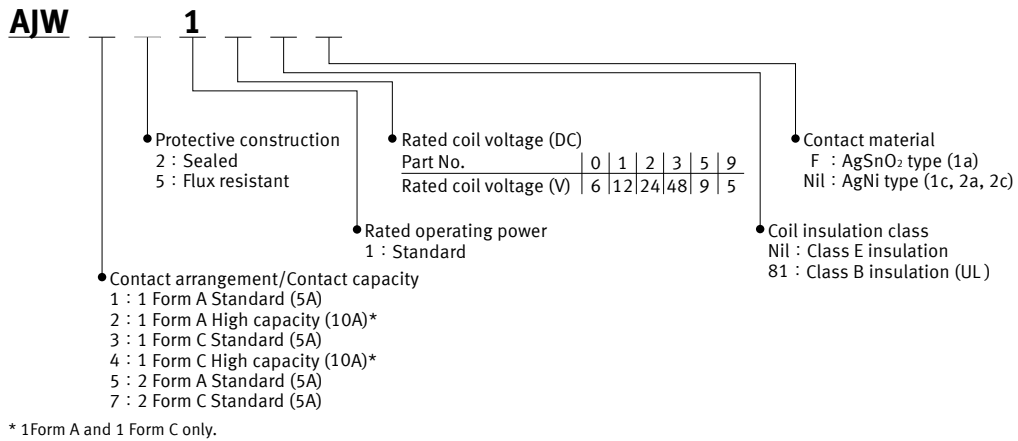 AJW 1
Protective construction
2 : Sealed
5 : Flux resistant
Rated coil voltage (DC)
Part No. 0 1 2 3 5 9
Rated coil voltage (V) 6 12 24 48 9 5
Contact material
F : AgSnO₂ type (1a)
Nil : AgNi type (1c, 2a, 2c)
Rated operating power
1 : Standard
Coil insulation class
Nil : Class E insulation
81 : Class B insulation (UL)
Contact arrangement/Contact capacity
1 : 1 Form A Standard (5A)
2 : 1 Form A High capacity (10A)*
3 : 1 Form C Standard (5A)
4 : 1 Form C High capacity (10A)*
5 : 2 Form A Standard (5A)
7 : 2 Form C Standard (5A)
* 1Form A and 1 Form C only.